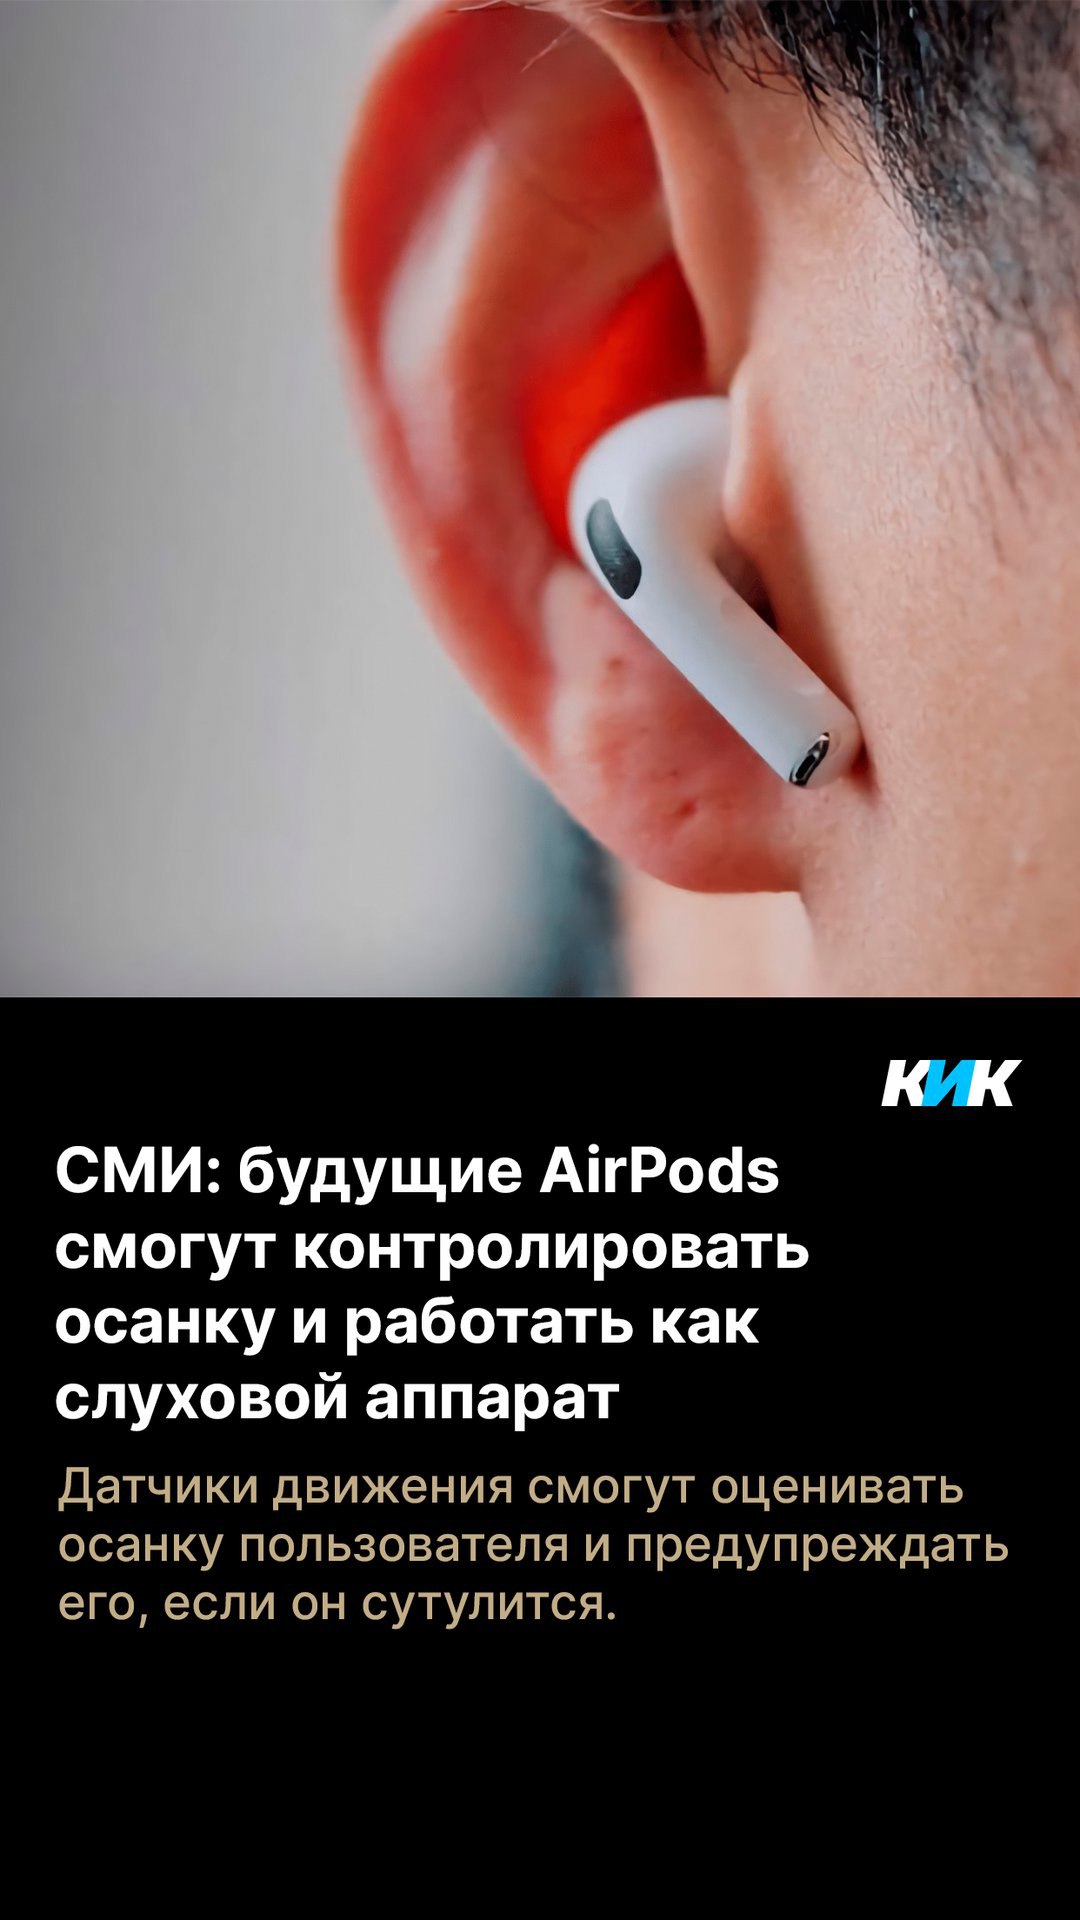 КИК
СМИ: будущие AirPods
смогут контролировать
осанку и работать как
слуховой аппарат
Датчики движения смогут оценивать
осанку пользователя и предупреждать
его, если он сутулится.